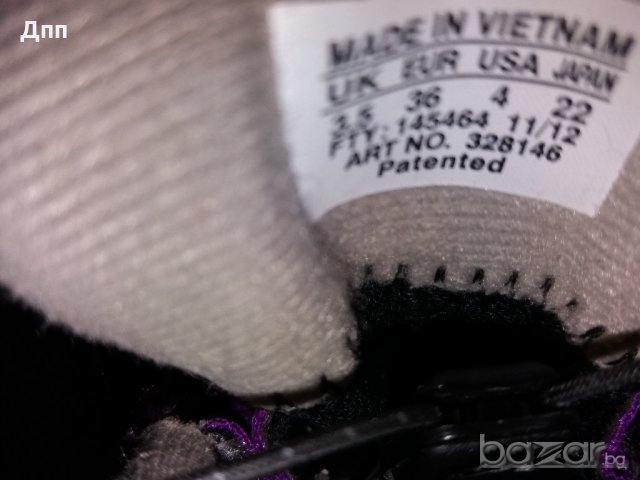 Дпп
MADE IN VIETNAM
UK EUR USA JAPAN
3.5 36 4 22
FTY: 145464 11/12
ART NO. 328146
Patented
bazar.bg